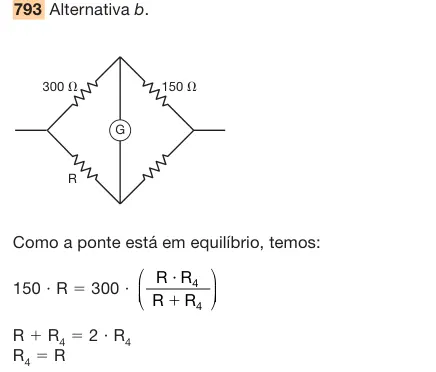 793 Alternativa b.
300 Ω
150 Ω
G
R
Como a ponte está em equilíbrio, temos:
150 · R = 300 · (R · R₄ / R + R₄)
R + R₄ = 2 · R₄
R₄ = R